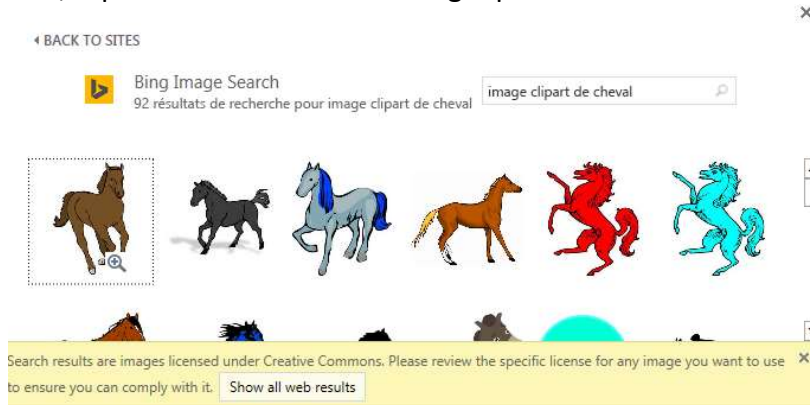 BACK TO SITES
Bing Image Search
92 résultats de recherche pour image clipart de cheval
image clipart de cheval
Search results are images licensed under Creative Commons. Please review the specific license for any image you want to use
to ensure you can comply with it. Show all web results